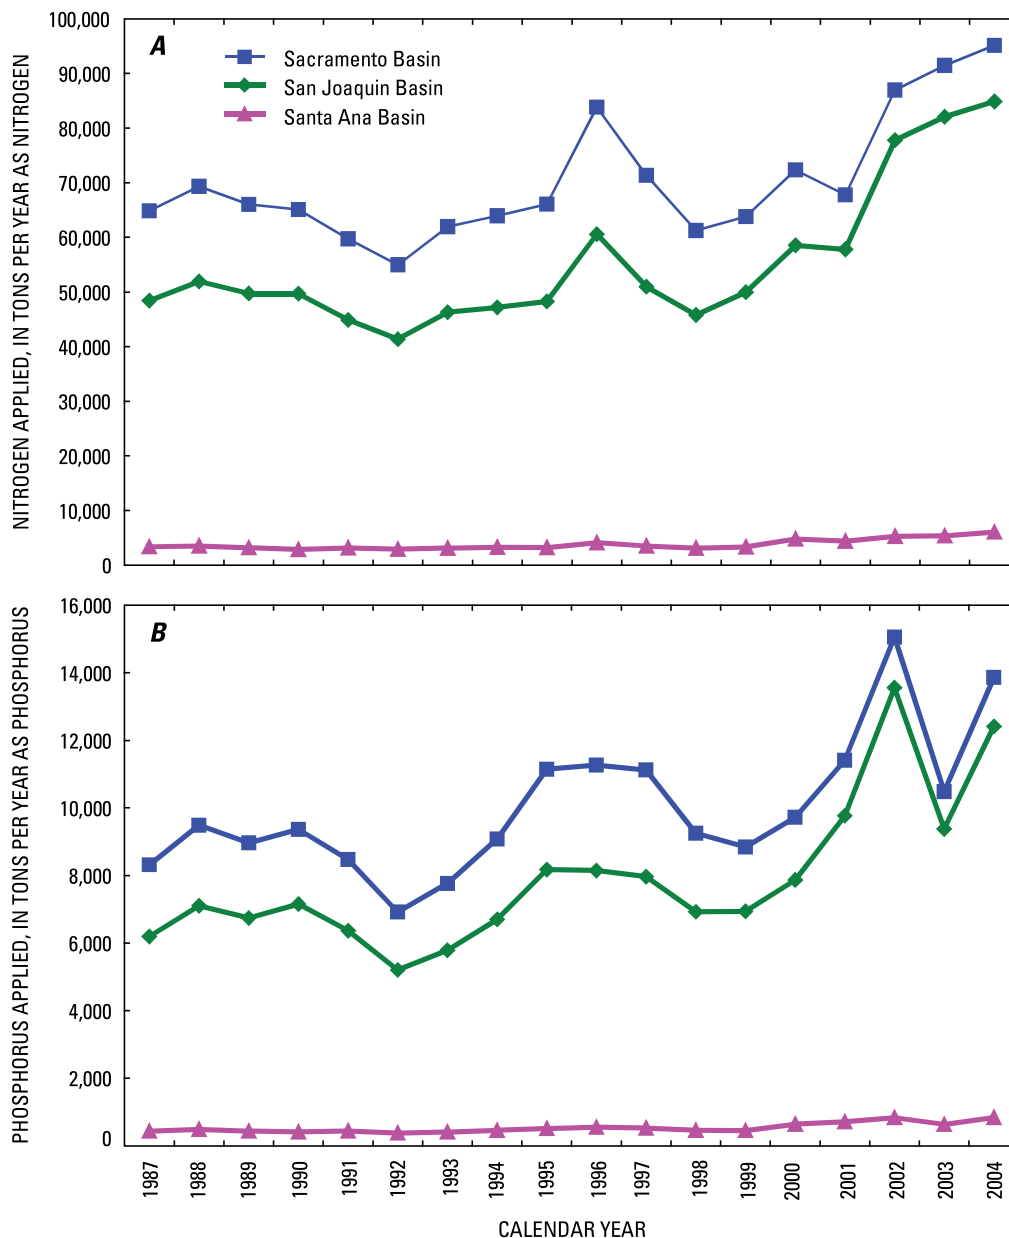 A
Sacramento Basin
San Joaquin Basin
Santa Ana Basin
NITROGEN APPLIED, IN TONS PER YEAR AS NITROGEN
100,000
90,000
80,000
70,000
60,000
50,000
40,000
30,000
20,000
10,000
0
B
PHOSPHORUS APPLIED, IN TONS PER YEAR AS PHOSPHORUS
16,000
14,000
12,000
10,000
8,000
6,000
4,000
2,000
0
1987 1988 1989 1990 1991 1992 1993 1994 1995 1996 1997 1998 1999 2000 2001 2002 2003 2004
CALENDAR YEAR